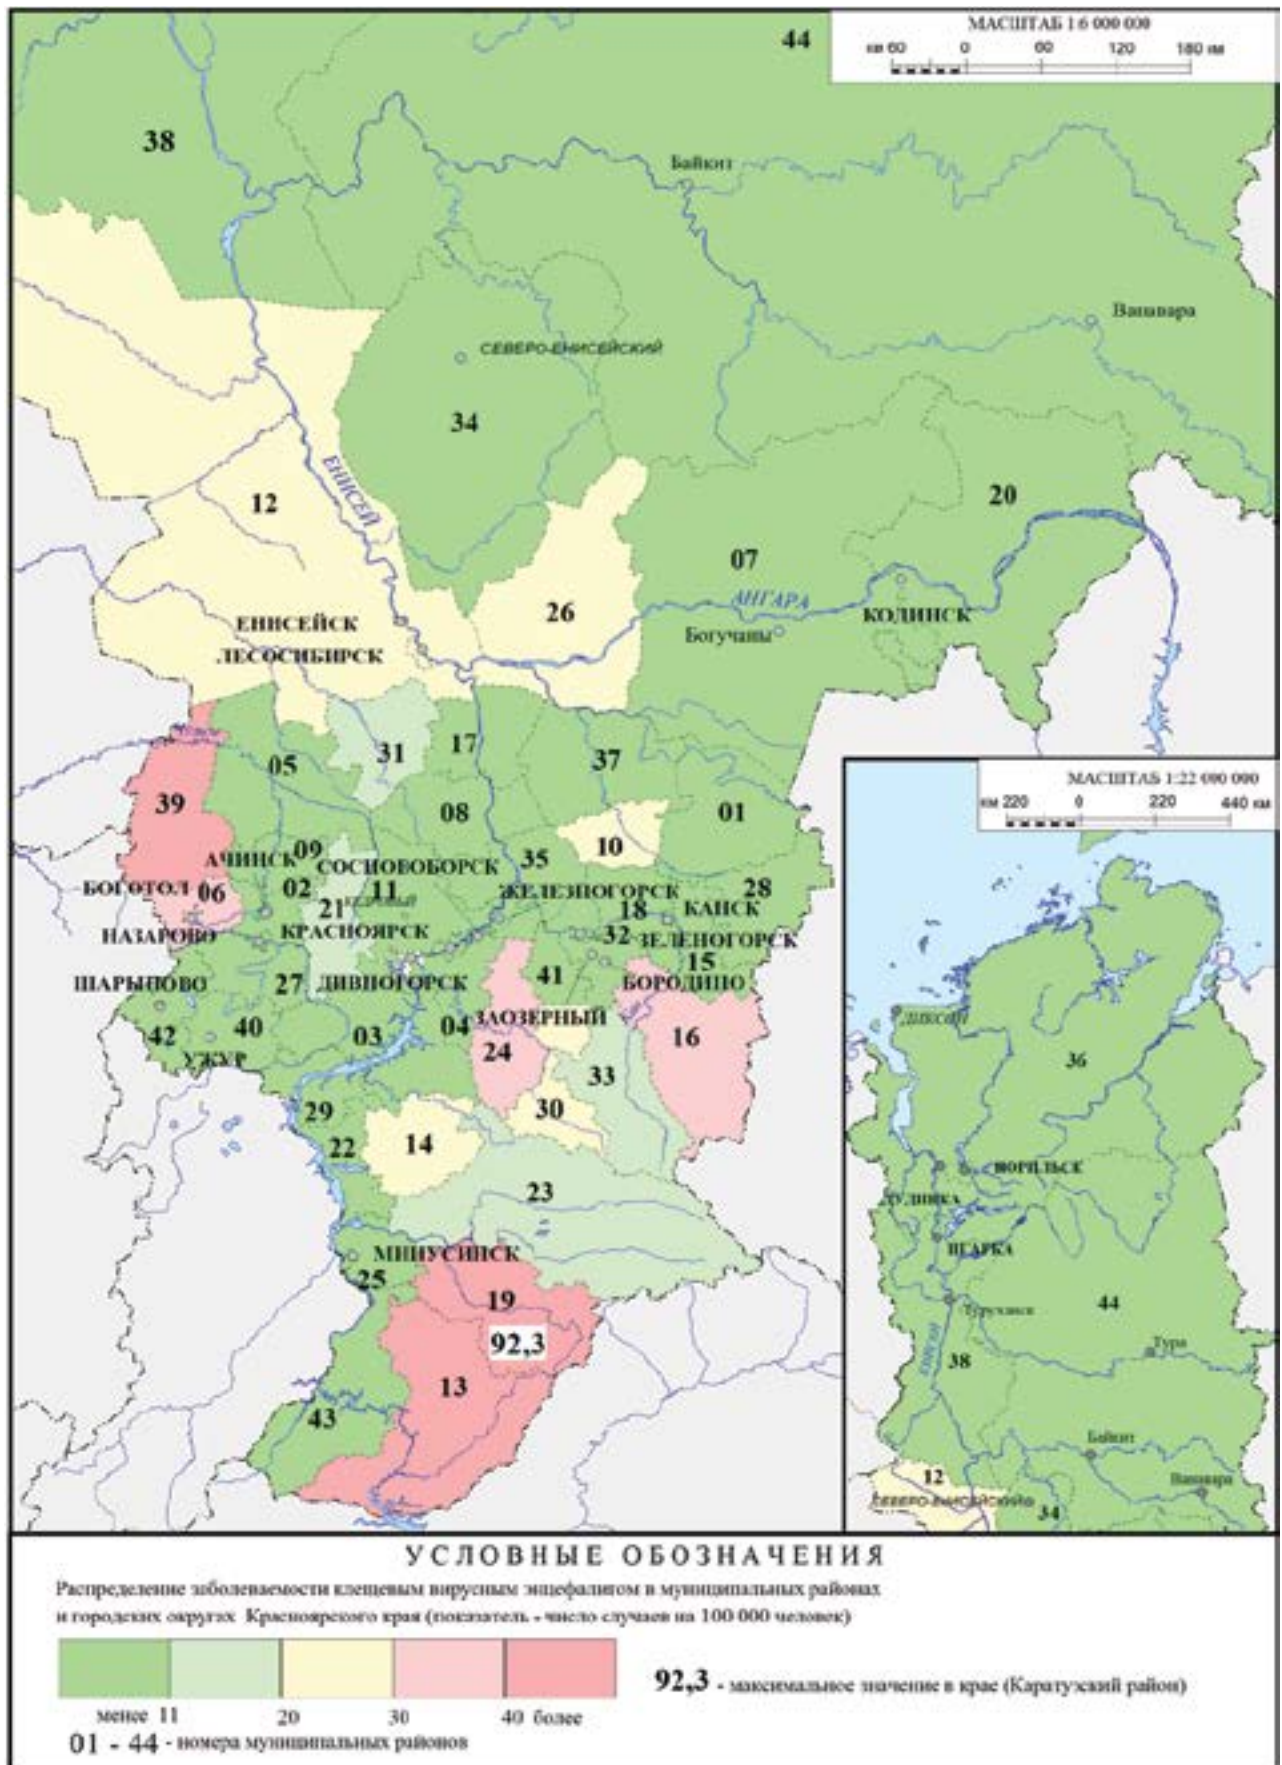 МАСШТАБ 1:6 000 000
км 60 0 60 120 180 км
44
38
Байкит
Ванавара
СЕВЕРО-ЕНИСЕЙСКИЙ
34
ЕНИСЕЙ
12
20
07
26
АНГАРА
КОДИНСК
Богучаны
ЕНИСЕЙСК
ЛЕСОСИБИРСК
31
17
37
05
39
08
01
10
09
35
АЧИНСК
СОСНОВОБОРСК
БОГОТОЛ
06
02
11
ЖЕЛЕЗНОГОРСК
28
21
КЕДРОВЫЙ
18
КАНСК
НАЗАРОВО
КРАСНОЯРСК
32
ЗЕЛЕНОГОРСК
ШАРЫПОВО
27
ДИВНОГОРСК
41
БОРОДИНО
15
42
40
03
04
ЗАОЗЕРНЫЙ
16
УЖУР
24
33
29
30
22
14
23
МИНУСИНСК
25
19
92,3
13
43
МАСШТАБ 1:22 000 000
км 220 0 220 440 км
ДИКСОН
36
НОРИЛЬСК
ДУДИНКА
ИГАРКА
Туруханск
44
ЕНИСЕЙ
38
Тура
Байкит
12
Ванавара
СЕВЕРО-ЕНИСЕЙСКИЙ
34
УСЛОВНЫЕ ОБОЗНАЧЕНИЯ
Распределение заболеваемости клещевым вирусным энцефалитом в муниципальных районах
и городских округах Красноярского края (показатель - число случаев на 100 000 человек)
92,3 - максимальное значение в крае (Каратузский район)
менее 11 20 30 40 более
01 - 44 - номера муниципальных районов